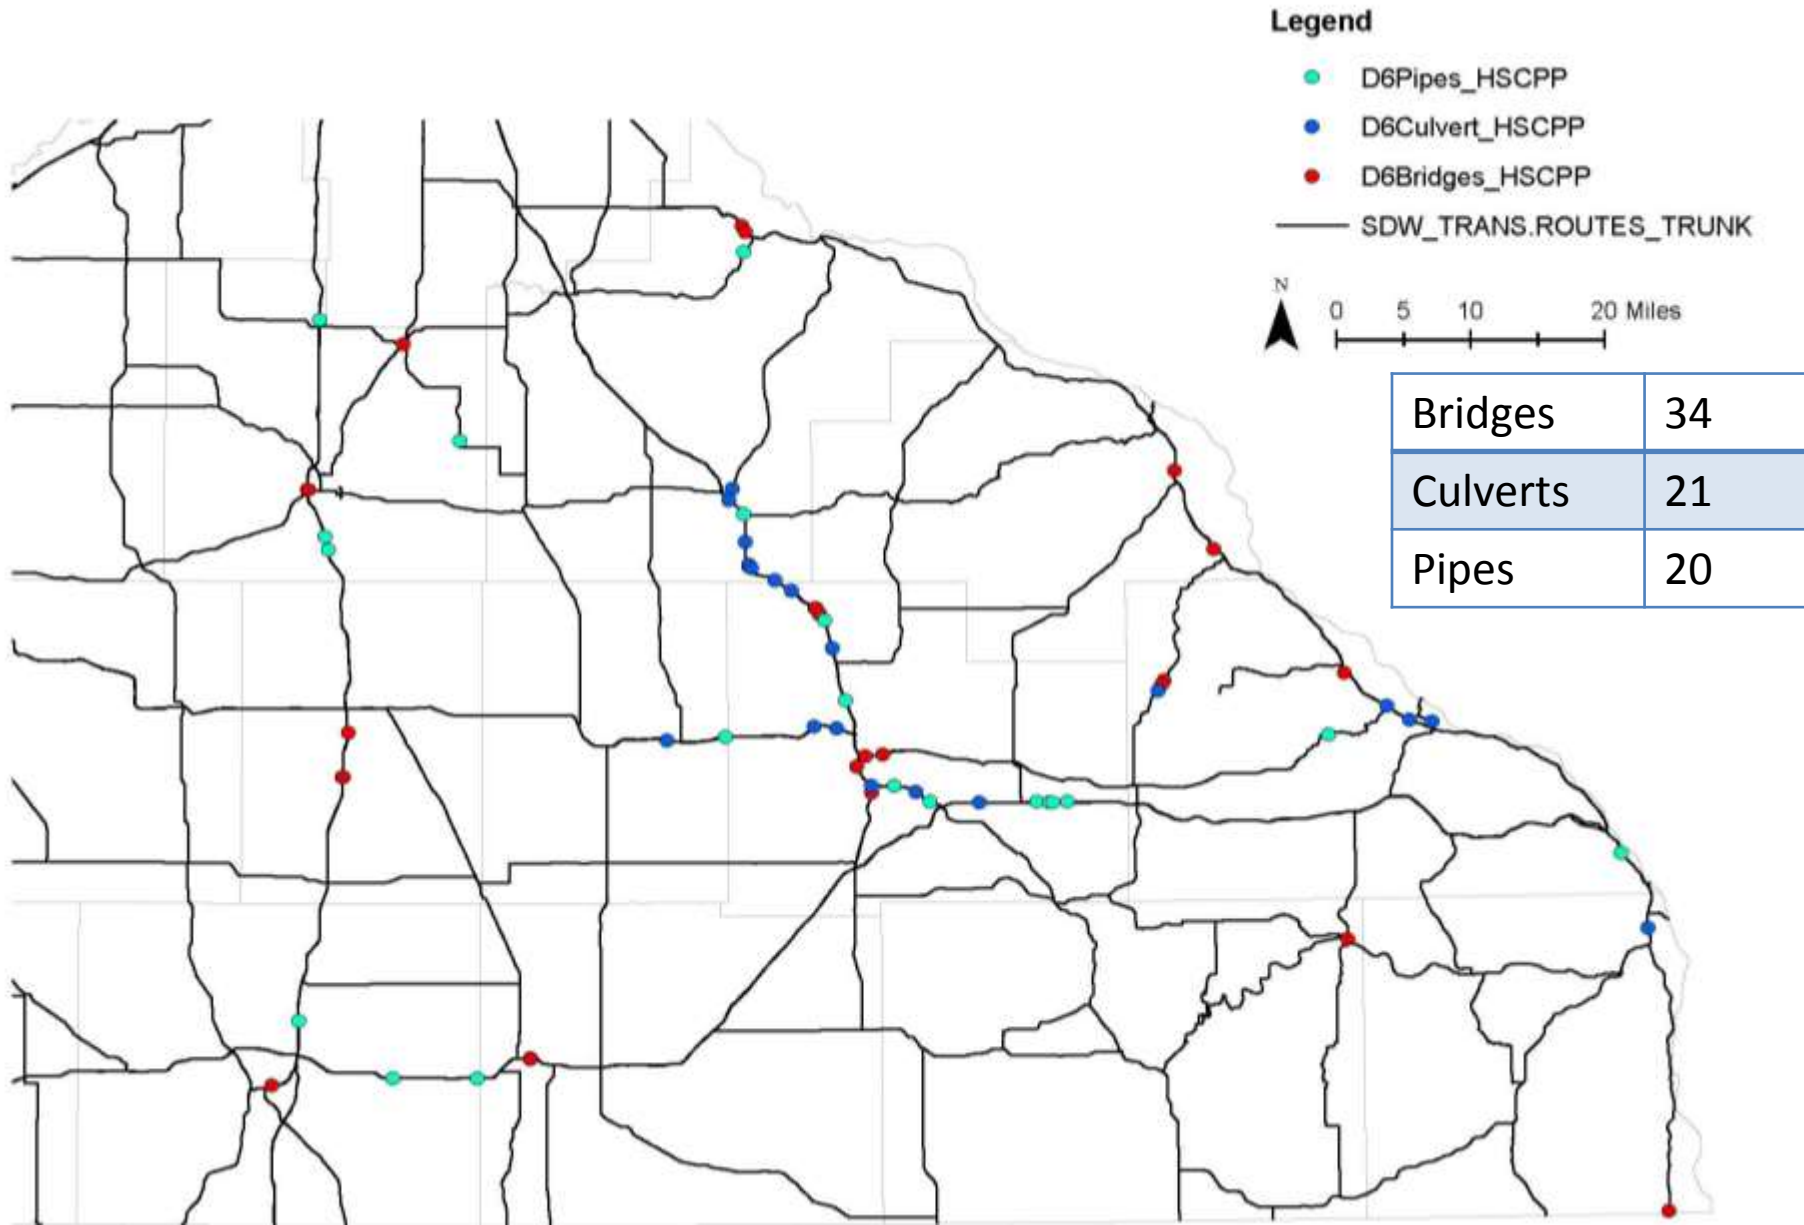 Legend
D6Pipes_HSCPP
D6Culvert_HSCPP
D6Bridges_HSCPP
SDW_TRANS.ROUTES_TRUNK
N
0 5 10 20 Miles
Bridges 34
Culverts 21
Pipes 20